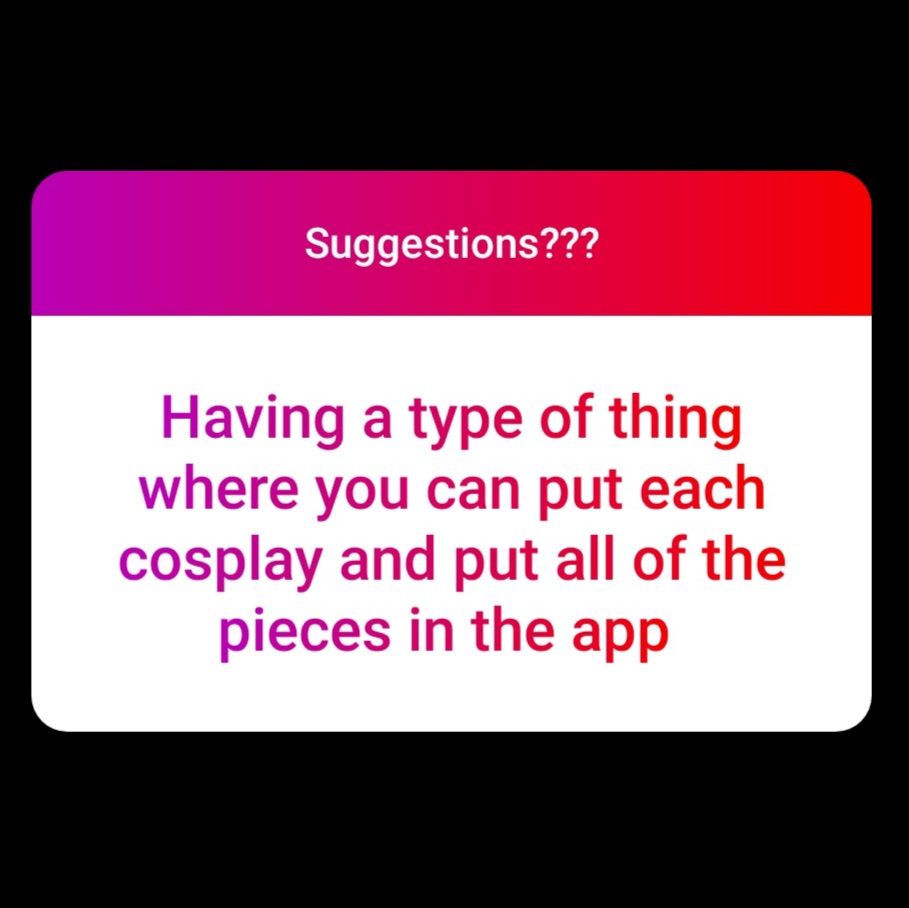 Suggestions???
Having a type of thing
where you can put each
cosplay and put all of the
pieces in the app